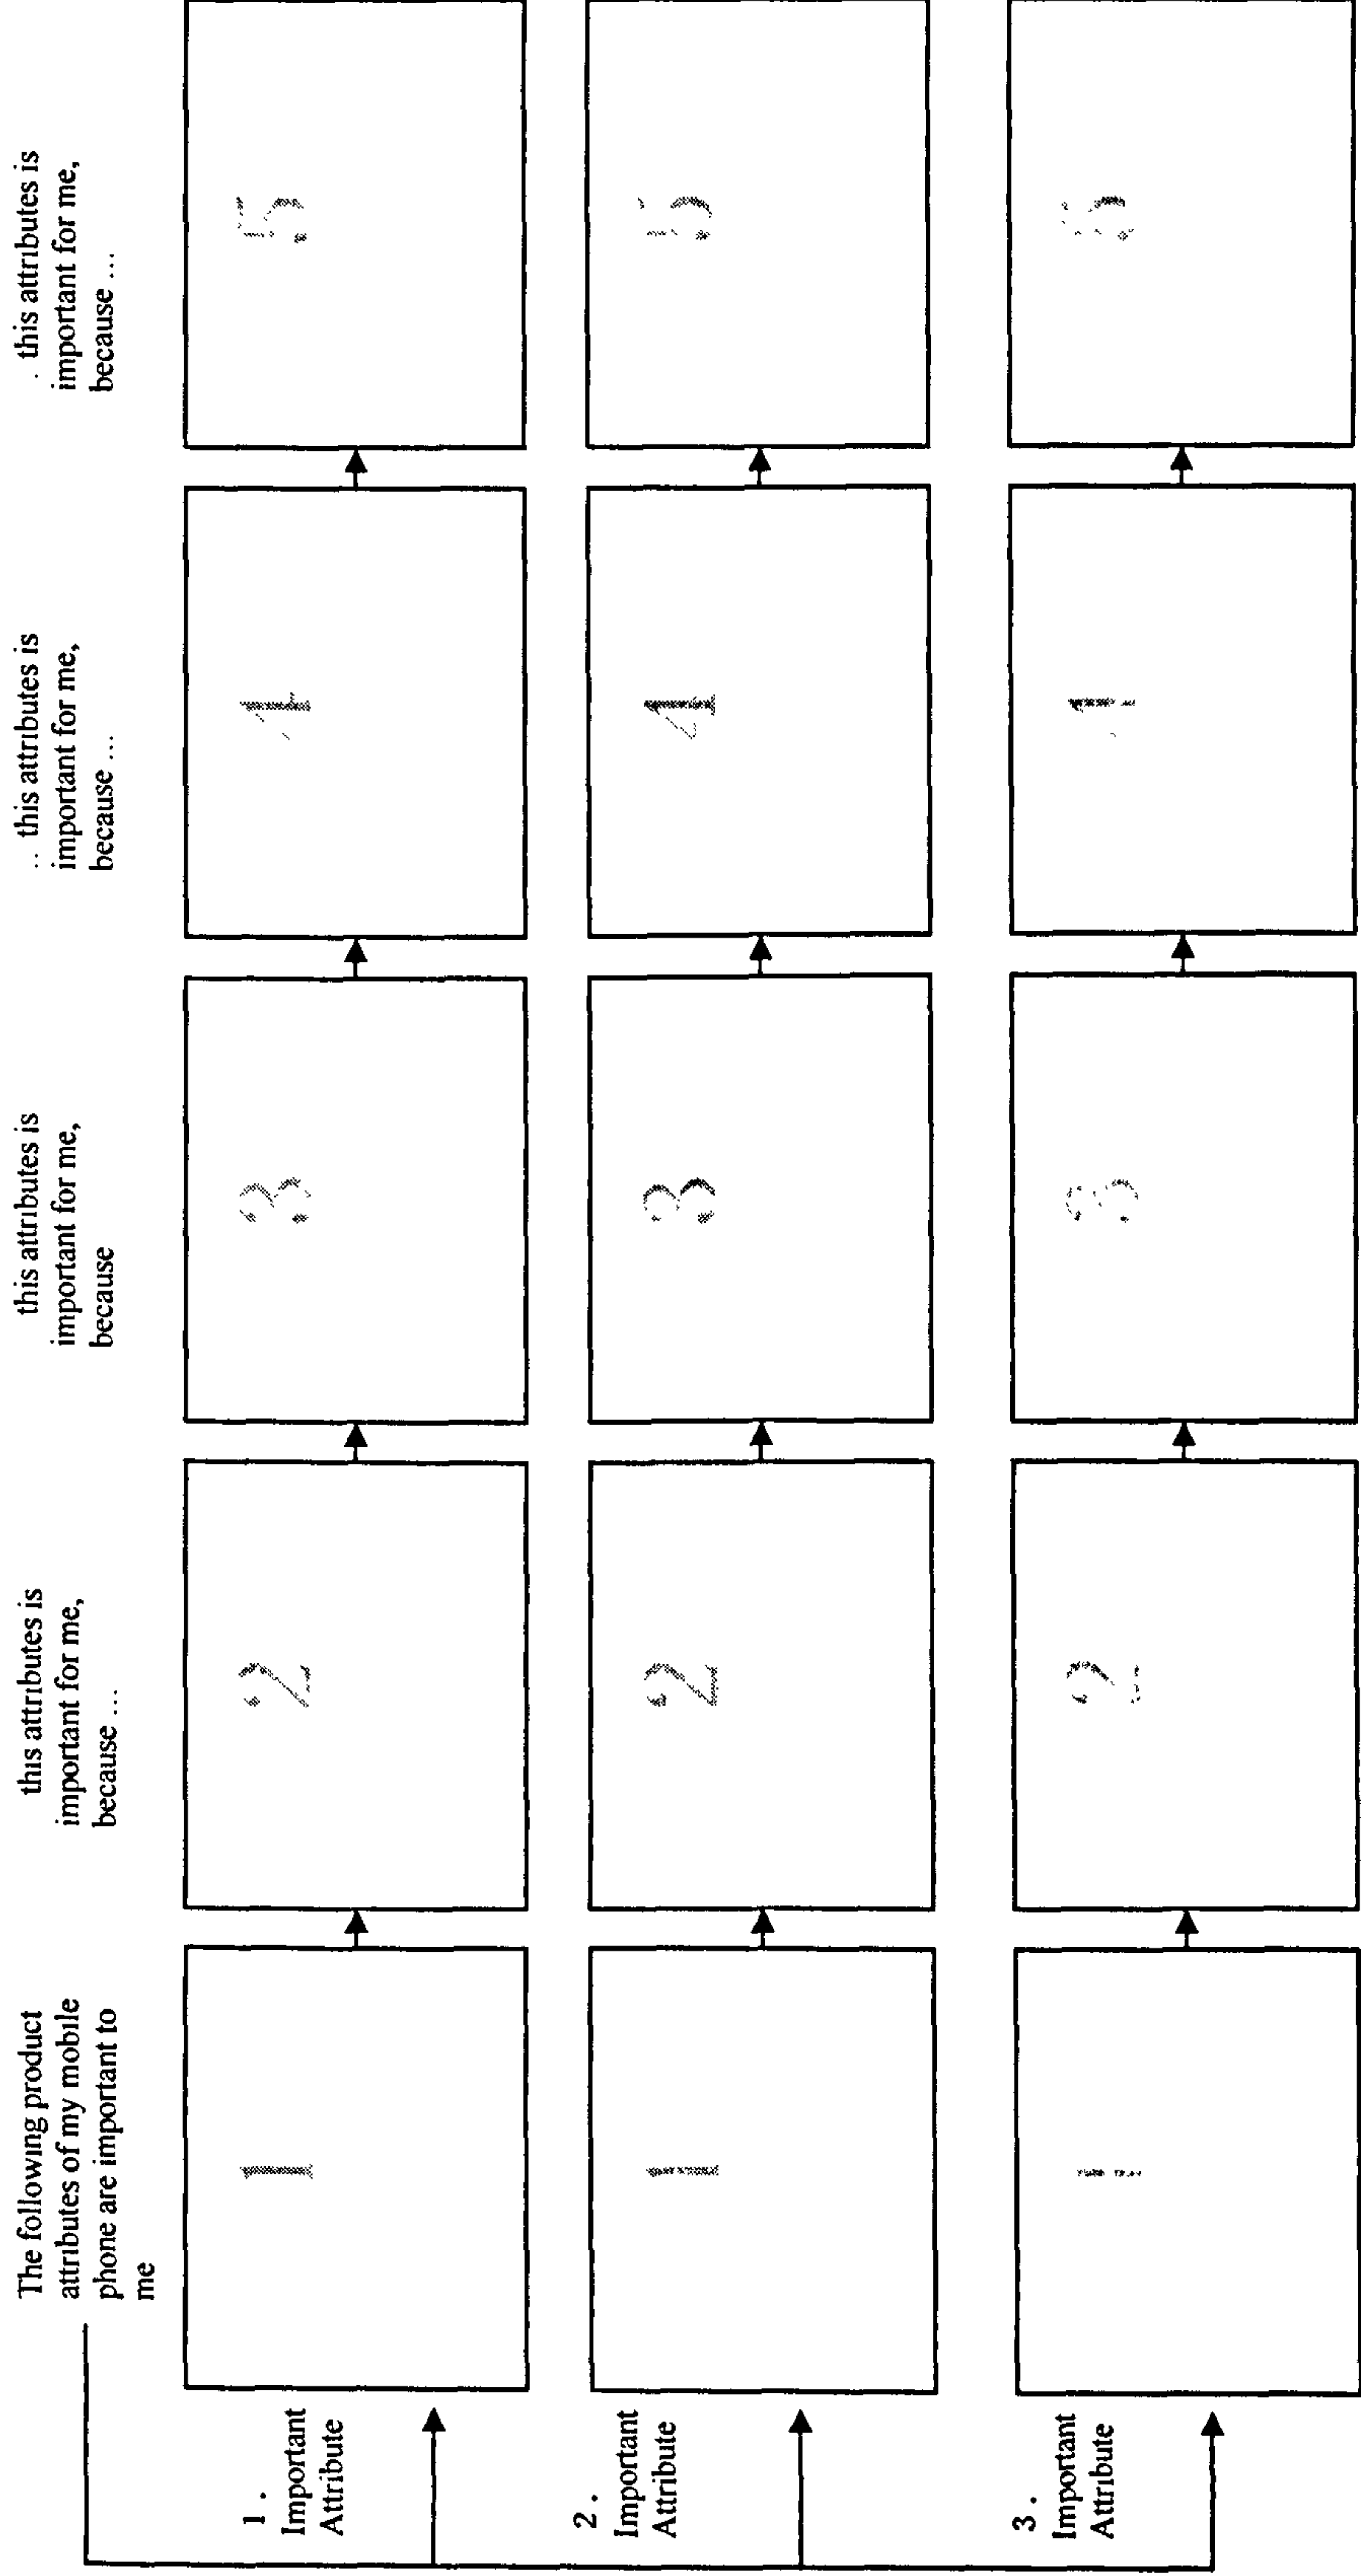 The following product
attributes of my mobile
phone are important to
me
this attributes is
important for me,
because ...
this attributes is
important for me,
because
.. this attributes is
important for me,
because ...
. this attributes is
important for me,
because ...
1.
Important
Attribute
1
2
3
4
5
2.
Important
Attribute
1
2
3
4
5
3.
Important
Attribute
1
2
3
4
5